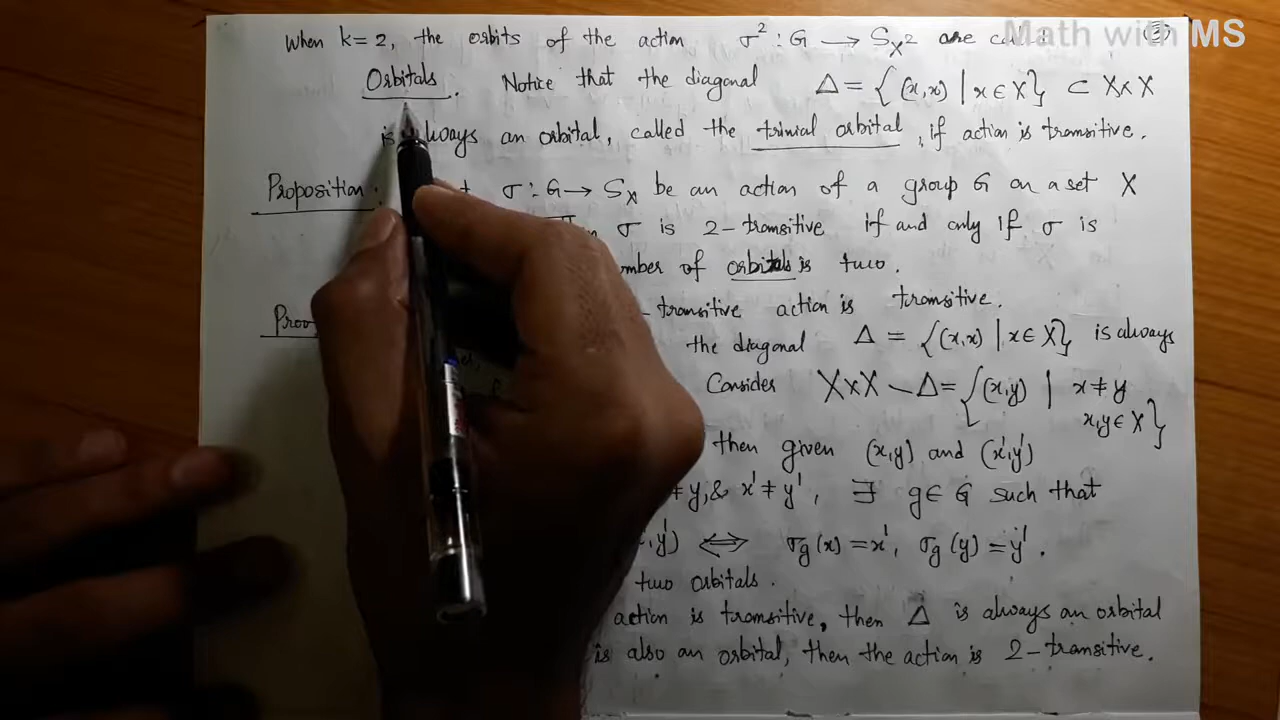 When k=2, the orbits of the action σ² : G → S_X² are
Math with MS
Orbitals. Notice that the diagonal Δ = {(x,x) | x∈X} ⊂ X×X
is always an orbital, called the trivial orbital, if action is transitive.
Proposition: σ : G → S_X be an action of a group G on a set X
σ is 2-transitive if and only if σ is
of orbitals is two.
transitive action is transitive.
the diagonal Δ = {(x,x) | x∈X} is always
Consider X×X − Δ = {(x,y) | x≠y
x,y∈X}
then given (x,y) and (x',y')
≠ y, & x' ≠ y', ∃ g∈G such that
,y') ⇔ σ_g(x) = x', σ_g(y) = y'.
two orbitals.
action is transitive, then Δ is always an orbital
is also an orbital, then the action is 2-transitive.